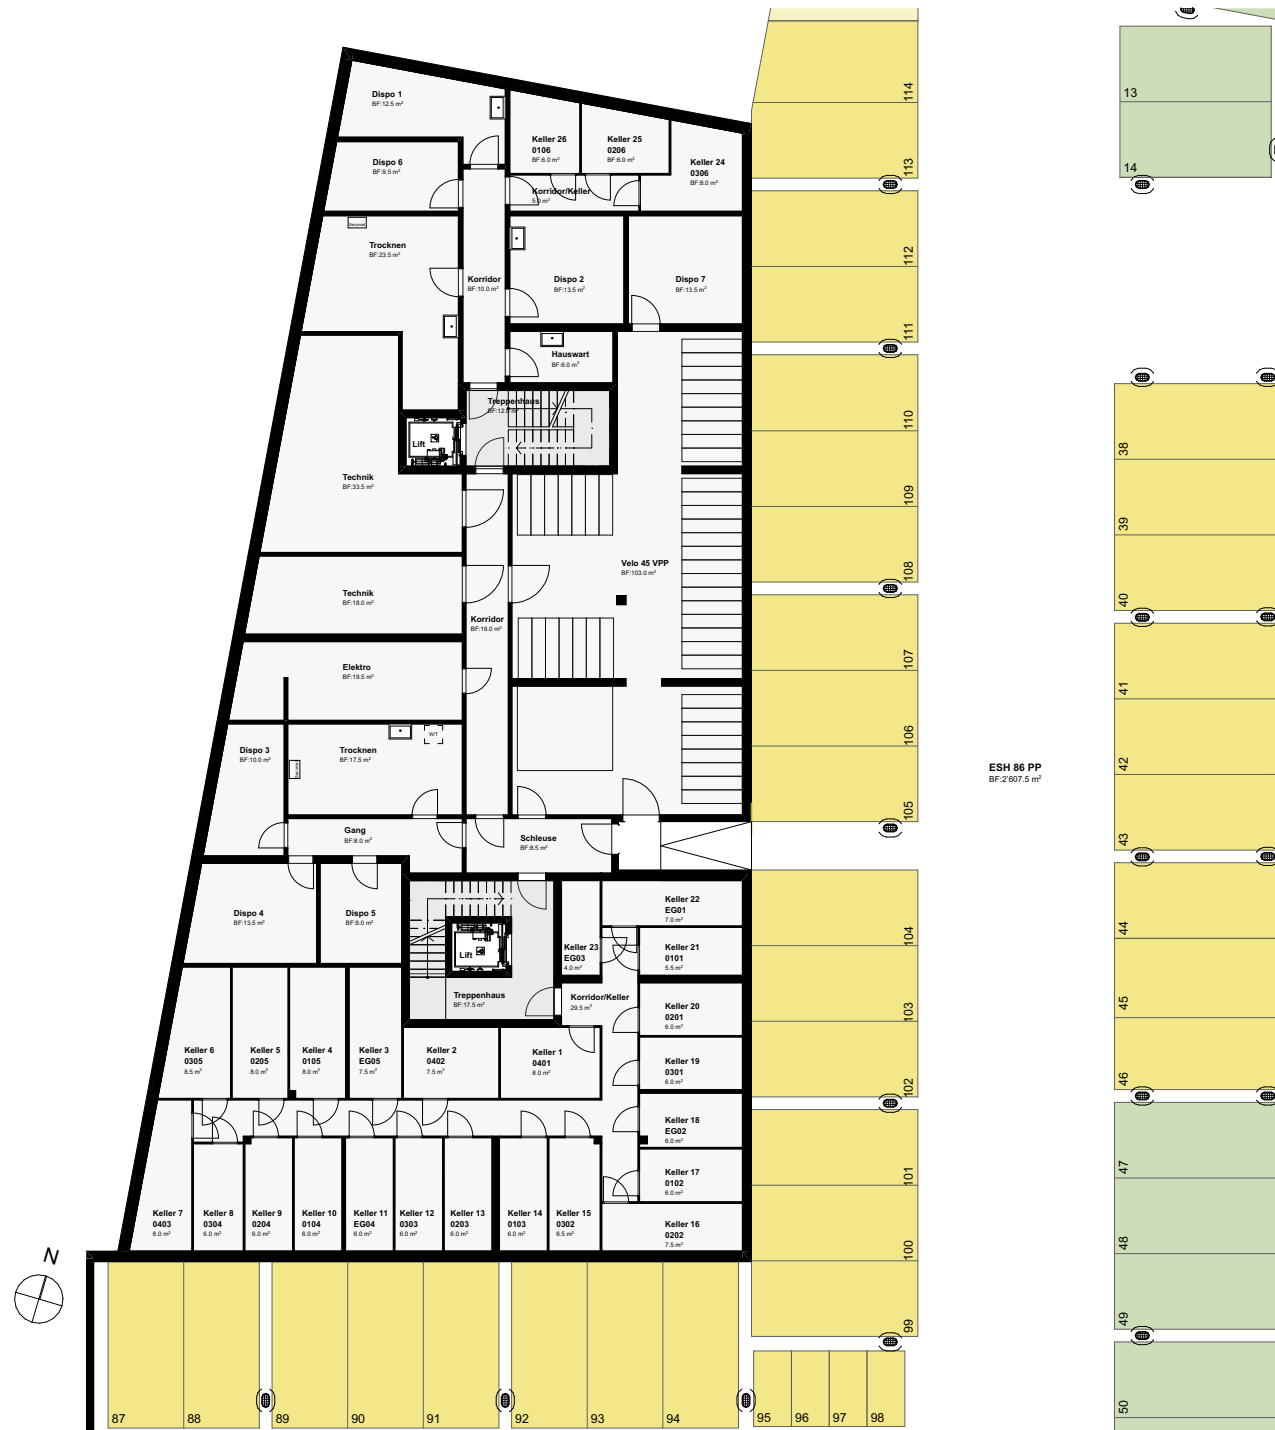 Dispo 1
BF:12.5 m²
Keller 26
0106
BF:6.0 m²
Keller 25
0206
BF:6.0 m²
Keller 24
0306
BF:8.0 m²
Dispo 6
BF:9.5 m²
Korridor/Keller
5.0 m²
Trocknen
BF:23.5 m²
Korridor
BF:10.0 m²
Dispo 2
BF:13.5 m²
Dispo 7
BF:13.5 m²
Hauswart
BF:6.0 m²
Treppenhaus
Lift
Technik
BF:33.5 m²
Velo 45 VPP
BF:103.0 m²
Technik
BF:18.0 m²
Korridor
BF:16.0 m²
Elektro
BF:19.5 m²
Dispo 3
BF:10.0 m²
Trocknen
BF:17.5 m²
W/T
Gang
BF:8.0 m²
Schleuse
BF:8.5 m²
Dispo 4
BF:13.5 m²
Dispo 5
BF:9.0 m²
Lift
Treppenhaus
BF:17.5 m²
Keller 23
EG03
4.0 m²
Keller 22
EG01
7.0 m²
Keller 21
0101
5.5 m²
Korridor/Keller
29.5 m²
Keller 20
0201
6.0 m²
Keller 19
0301
6.0 m²
Keller 18
EG02
6.0 m²
Keller 17
0102
6.0 m²
Keller 16
0202
7.5 m²
Keller 6
0305
8.5 m²
Keller 5
0205
8.0 m²
Keller 4
0105
8.0 m²
Keller 3
EG05
7.5 m²
Keller 2
0402
7.5 m²
Keller 1
0401
8.0 m²
Keller 7
0403
8.0 m²
Keller 8
0304
6.0 m²
Keller 9
0204
6.0 m²
Keller 10
0104
6.0 m²
Keller 11
EG04
6.0 m²
Keller 12
0303
6.0 m²
Keller 13
0203
6.0 m²
Keller 14
0103
6.0 m²
Keller 15
0302
6.5 m²
N
87
88
89
90
91
92
93
94
95
96
97
98
114
113
112
111
110
109
108
107
106
105
104
103
102
101
100
99
ESH 86 PP
BF:2'607.5 m²
13
14
38
39
40
41
42
43
44
45
46
47
48
49
50